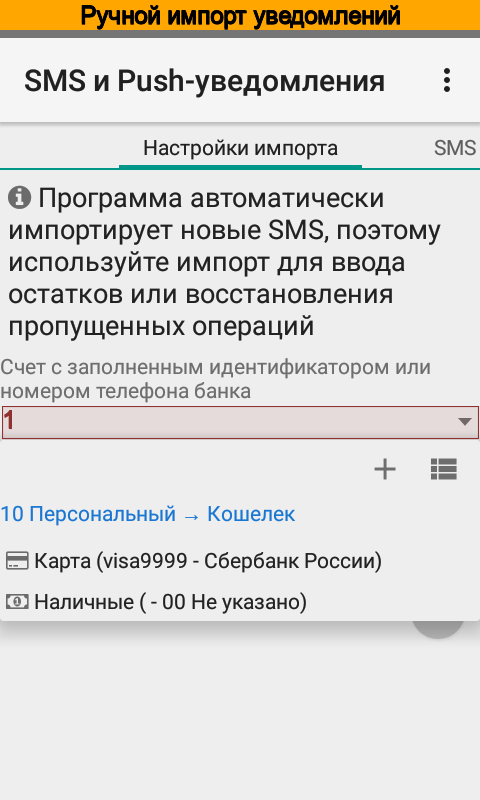 Ручной импорт уведомлений
SMS и Push-уведомления
Настройки импорта SMS
Программа автоматически
импортирует новые SMS, поэтому
используйте импорт для ввода
остатков или восстановления
пропущенных операций
Счет с заполненным идентификатором или
номером телефона банка
1
10 Персональный → Кошелек
Карта (visa9999 - Сбербанк России)
Наличные ( - 00 Не указано)